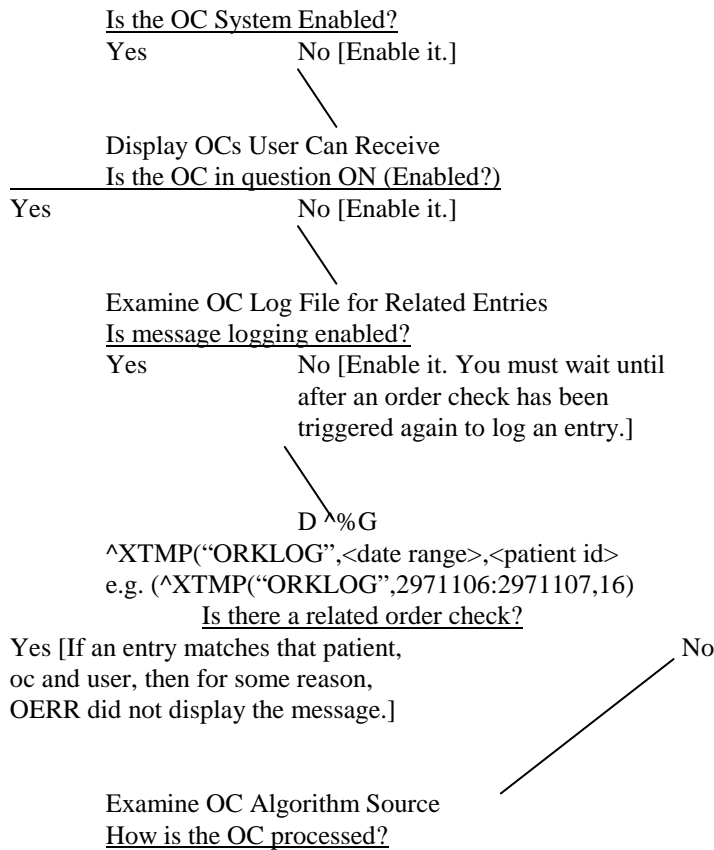 Is the OC System Enabled?
Yes No [Enable it.]
Display OCs User Can Receive
Is the OC in question ON (Enabled?)
Yes No [Enable it.]
Examine OC Log File for Related Entries
Is message logging enabled?
Yes No [Enable it. You must wait until
after an order check has been
triggered again to log an entry.]
D ^%G
^XTMP(“ORKLOG”,<date range>,<patient id>
e.g. (^XTMP(“ORKLOG”,2971106:2971107,16)
Is there a related order check?
Yes [If an entry matches that patient, No
oc and user, then for some reason,
OERR did not display the message.]
Examine OC Algorithm Source
How is the OC processed?